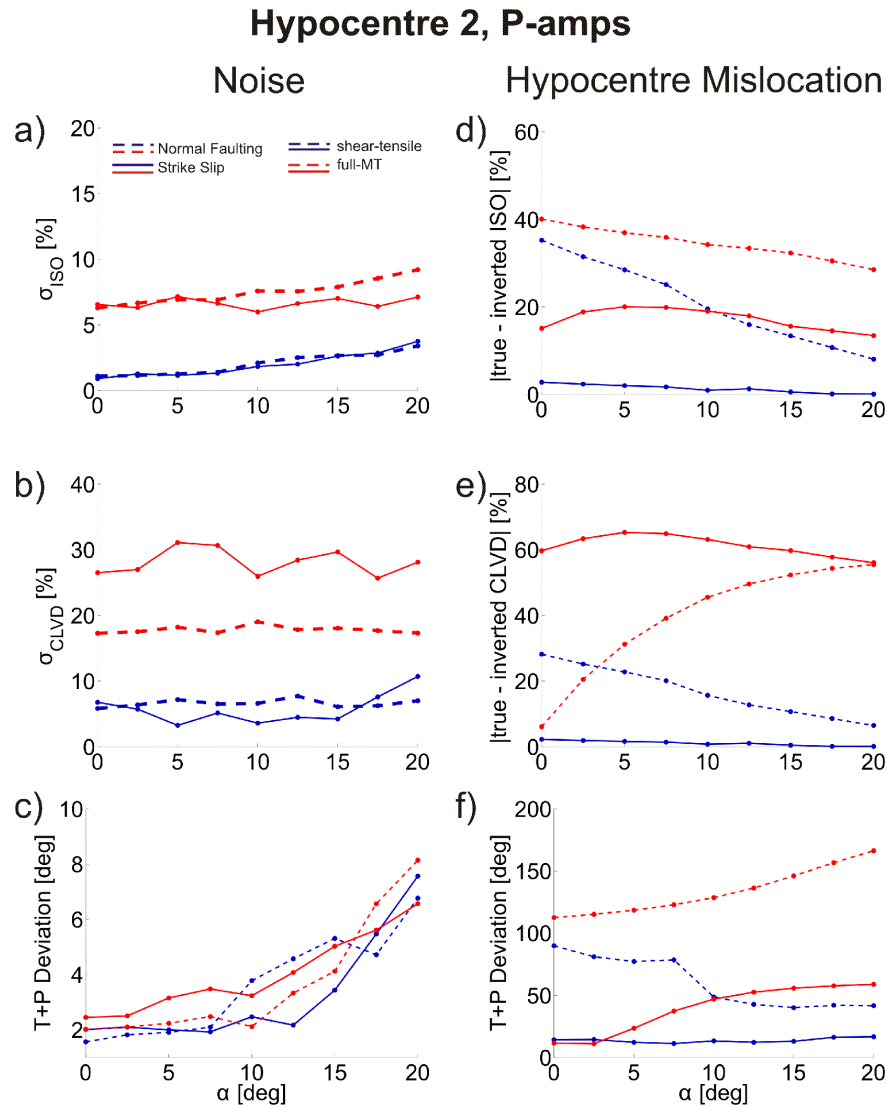 Hypocentre 2, P-amps
Noise
Hypocentre Mislocation
a)
20
15
10
5
0
σISO [%]
Normal Faulting
Strike Slip
shear-tensile
full-MT
0 5 10 15 20
d)
60
40
20
0
|true - inverted ISO| [%]
0 5 10 15 20
b)
40
30
20
10
0
σCLVD [%]
0 5 10 15 20
e)
80
60
40
20
0
|true - inverted CLVD| [%]
0 5 10 15 20
c)
10
8
6
4
2
T+P Deviation [deg]
0 5 10 15 20
α [deg]
f)
200
150
100
50
0
T+P Deviation [deg]
0 5 10 15 20
α [deg]